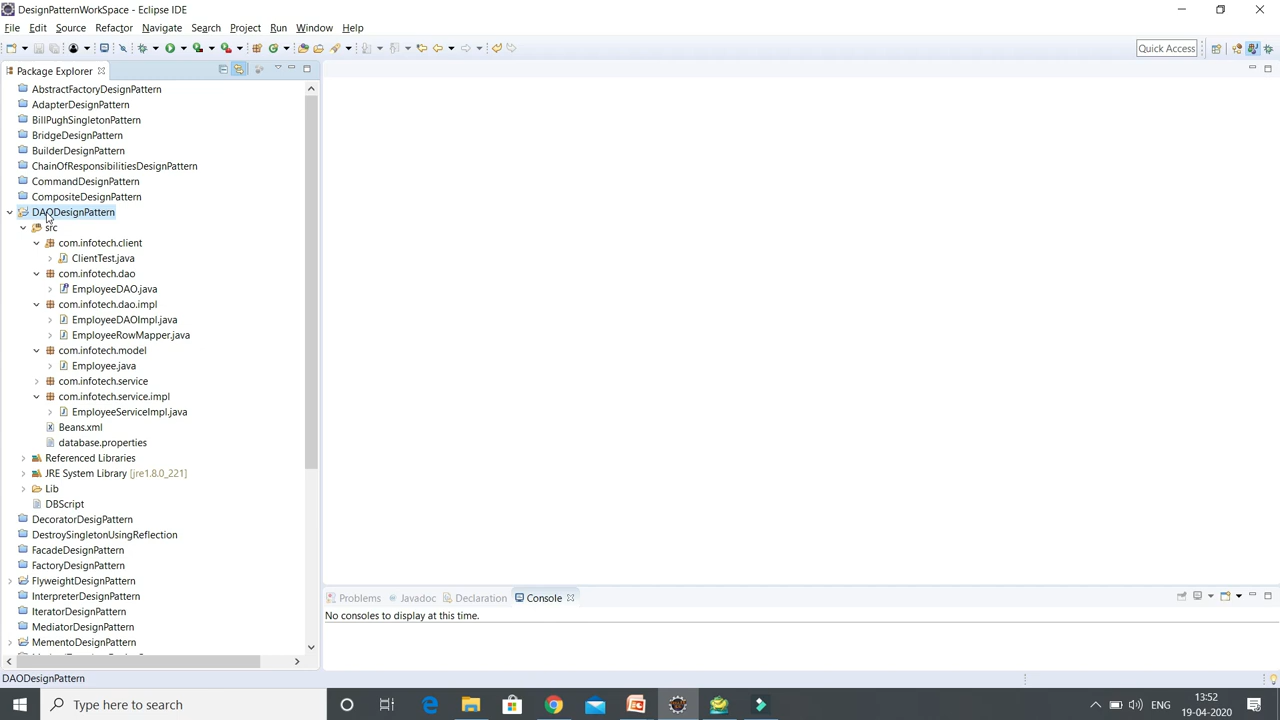 DesignPatternWorkSpace - Eclipse IDE
File Edit Source Refactor Navigate Search Project Run Window Help
Quick Access
Package Explorer
AbstractFactoryDesignPattern
AdapterDesignPattern
BillPughSingletonPattern
BridgeDesignPattern
BuilderDesignPattern
ChainOfResponsibilitiesDesignPattern
CommandDesignPattern
CompositeDesignPattern
DAODesignPattern
src
com.infotech.client
ClientTest.java
com.infotech.dao
EmployeeDAO.java
com.infotech.dao.impl
EmployeeDAOImpl.java
EmployeeRowMapper.java
com.infotech.model
Employee.java
com.infotech.service
com.infotech.service.impl
EmployeeServiceImpl.java
Beans.xml
database.properties
Referenced Libraries
JRE System Library [jre1.8.0_221]
Lib
DBScript
DecoratorDesigPattern
DestroySingletonUsingReflection
FacadeDesignPattern
FactoryDesignPattern
FlyweightDesignPattern
InterpreterDesignPattern
IteratorDesignPattern
MediatorDesignPattern
MementoDesignPattern
Problems Javadoc Declaration Console
No consoles to display at this time.
DAODesignPattern
Type here to search
ENG
13:52
19-04-2020